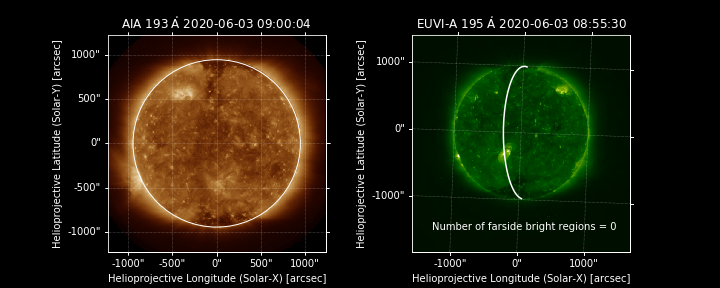 AIA 193 Å 2020-06-03 09:00:04
EUVI-A 195 Å 2020-06-03 08:55:30
Helioprojective Latitude (Solar-Y) [arcsec]
1000"
500"
0"
-500"
-1000"
-1000"
-500"
0"
500"
1000"
Helioprojective Longitude (Solar-X) [arcsec]
Helioprojective Latitude (Solar-Y) [arcsec]
1000"
0"
-1000"
Number of farside bright regions = 0
-1000"
0"
1000"
Helioprojective Longitude (Solar-X) [arcsec]